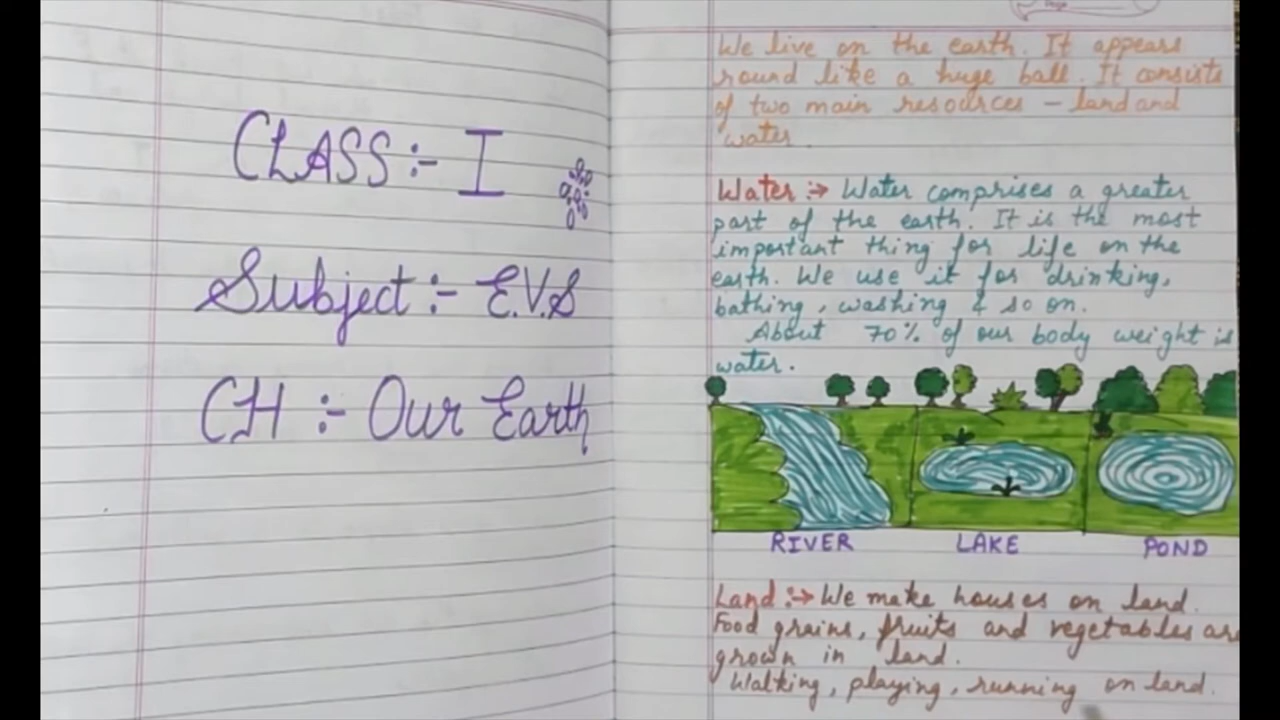 CLASS :- I
Subject :- E.V.S
CH :- Our Earth
We live on the earth. It appears
round like a huge ball. It consists
of two main resources - land and
water.
Water :→ Water comprises a greater
part of the earth. It is the most
important thing for life on the
earth. We use it for drinking,
bathing, washing & so on.
About 70% of our body weight is
water.
RIVER LAKE POND
Land :→ We make houses on land.
Food grains, fruits and vegetables are
grown in land.
Walking, playing, running on land.